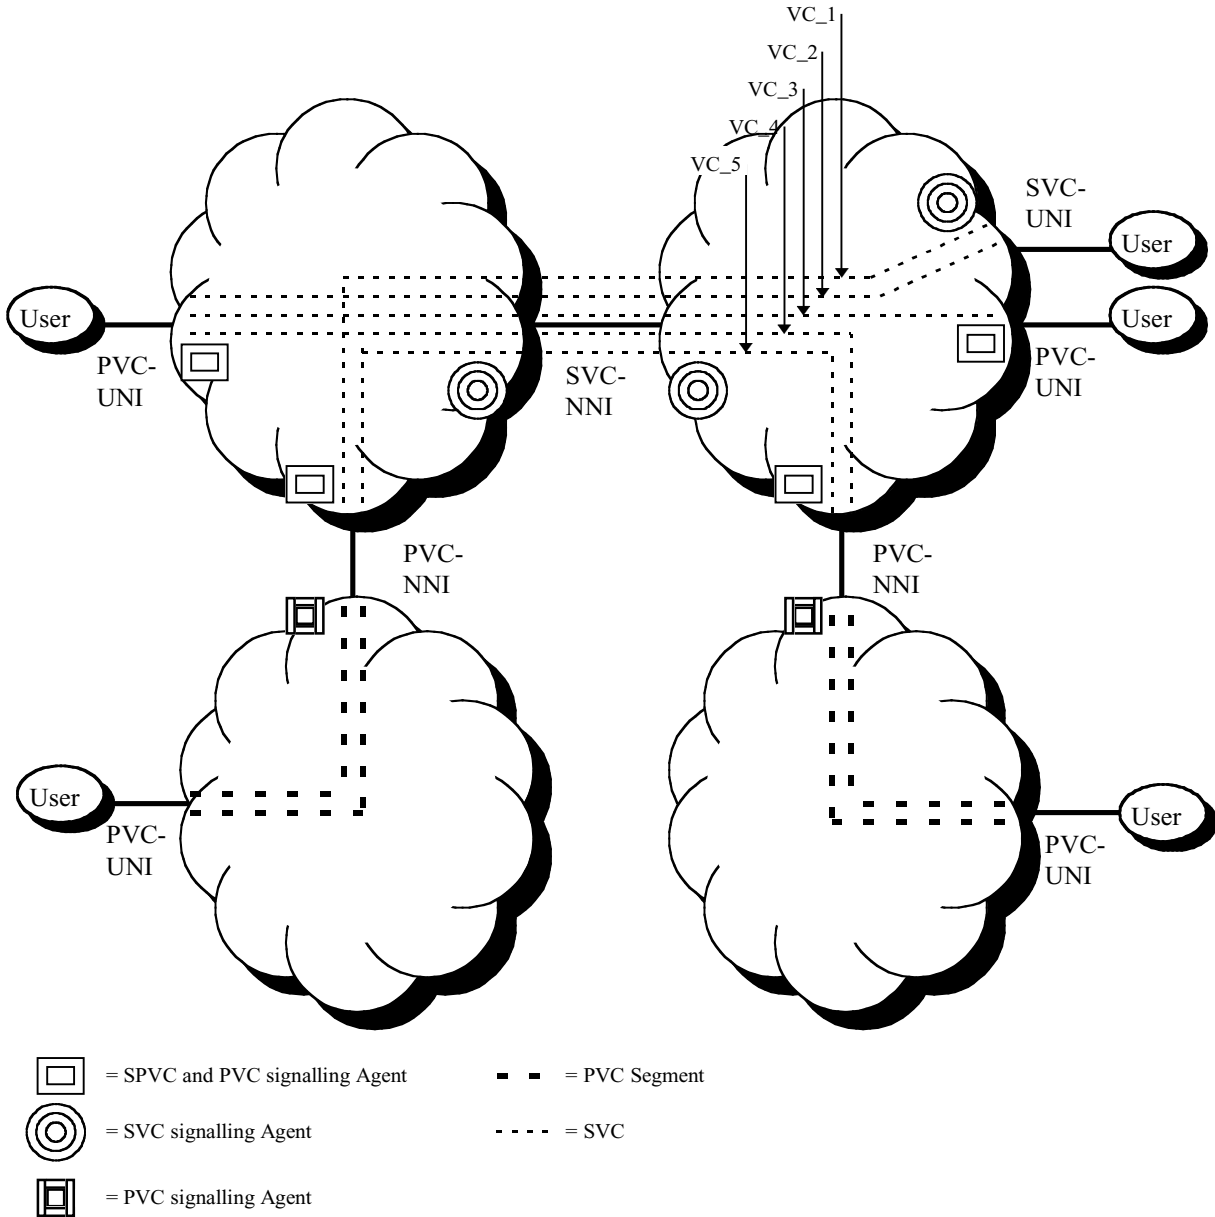 VC_1
VC_2
VC_3
VC_4
VC_5
SVC-
UNI
User
User
User
PVC-
UNI
SVC-
NNI
PVC-
UNI
PVC-
NNI
PVC-
NNI
User
PVC-
UNI
User
PVC-
UNI
= SPVC and PVC signalling Agent
= PVC Segment
= SVC signalling Agent
= SVC
= PVC signalling Agent